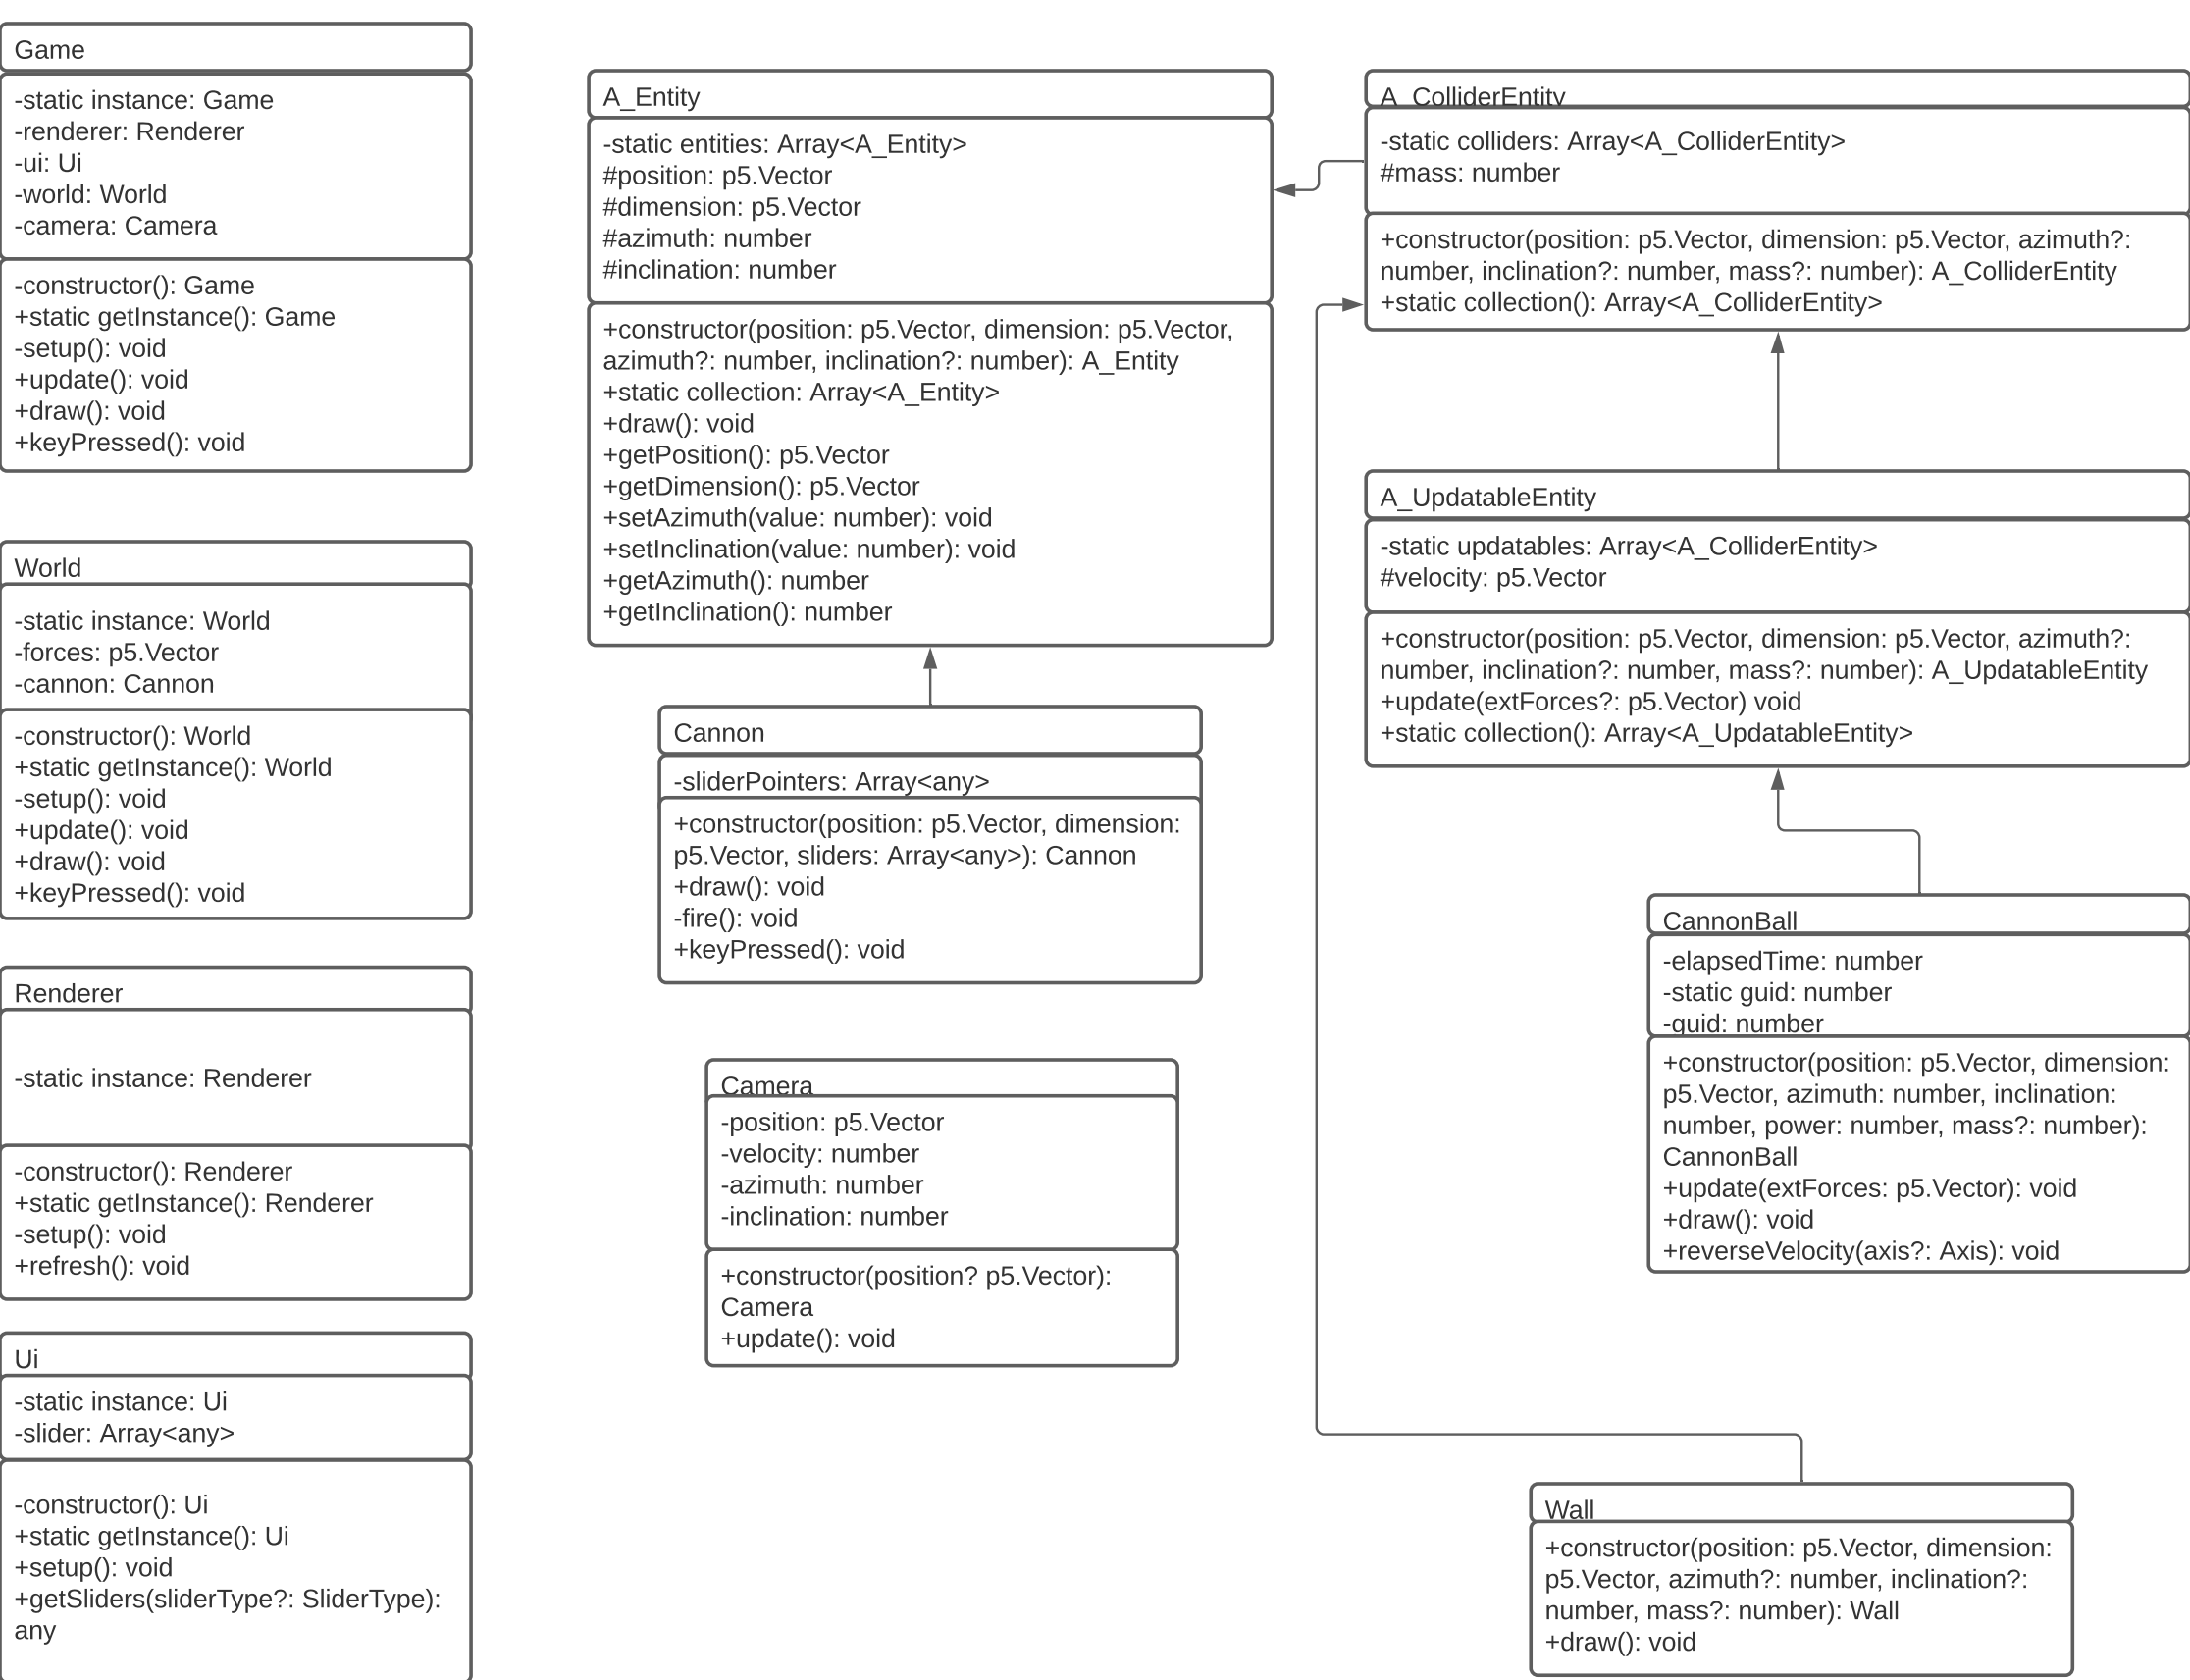 Game
-static instance: Game
-renderer: Renderer
-ui: Ui
-world: World
-camera: Camera
-constructor(): Game
+static getInstance(): Game
-setup(): void
+update(): void
+draw(): void
+keyPressed(): void
World
-static instance: World
-forces: p5.Vector
-cannon: Cannon
-constructor(): World
+static getInstance(): World
-setup(): void
+update(): void
+draw(): void
+keyPressed(): void
Renderer
-static instance: Renderer
-constructor(): Renderer
+static getInstance(): Renderer
-setup(): void
+refresh(): void
Ui
-static instance: Ui
-slider: Array<any>
-constructor(): Ui
+static getInstance(): Ui
+setup(): void
+getSliders(sliderType?: SliderType):
any
A_Entity
-static entities: Array<A_Entity>
#position: p5.Vector
#dimension: p5.Vector
#azimuth: number
#inclination: number
+constructor(position: p5.Vector, dimension: p5.Vector,
azimuth?: number, inclination?: number): A_Entity
+static collection: Array<A_Entity>
+draw(): void
+getPosition(): p5.Vector
+getDimension(): p5.Vector
+setAzimuth(value: number): void
+setInclination(value: number): void
+getAzimuth(): number
+getInclination(): number
Cannon
-sliderPointers: Array<any>
+constructor(position: p5.Vector, dimension:
p5.Vector, sliders: Array<any>): Cannon
+draw(): void
-fire(): void
+keyPressed(): void
Camera
-position: p5.Vector
-velocity: number
-azimuth: number
-inclination: number
+constructor(position? p5.Vector):
Camera
+update(): void
A_ColliderEntity
-static colliders: Array<A_ColliderEntity>
#mass: number
+constructor(position: p5.Vector, dimension: p5.Vector, azimuth?:
number, inclination?: number, mass?: number): A_ColliderEntity
+static collection(): Array<A_ColliderEntity>
A_UpdatableEntity
-static updatables: Array<A_ColliderEntity>
#velocity: p5.Vector
+constructor(position: p5.Vector, dimension: p5.Vector, azimuth?:
number, inclination?: number, mass?: number): A_UpdatableEntity
+update(extForces?: p5.Vector) void
+static collection(): Array<A_UpdatableEntity>
CannonBall
-elapsedTime: number
-static guid: number
-guid: number
+constructor(position: p5.Vector, dimension:
p5.Vector, azimuth: number, inclination:
number, power: number, mass?: number):
CannonBall
+update(extForces: p5.Vector): void
+draw(): void
+reverseVelocity(axis?: Axis): void
Wall
+constructor(position: p5.Vector, dimension:
p5.Vector, azimuth?: number, inclination?:
number, mass?: number): Wall
+draw(): void